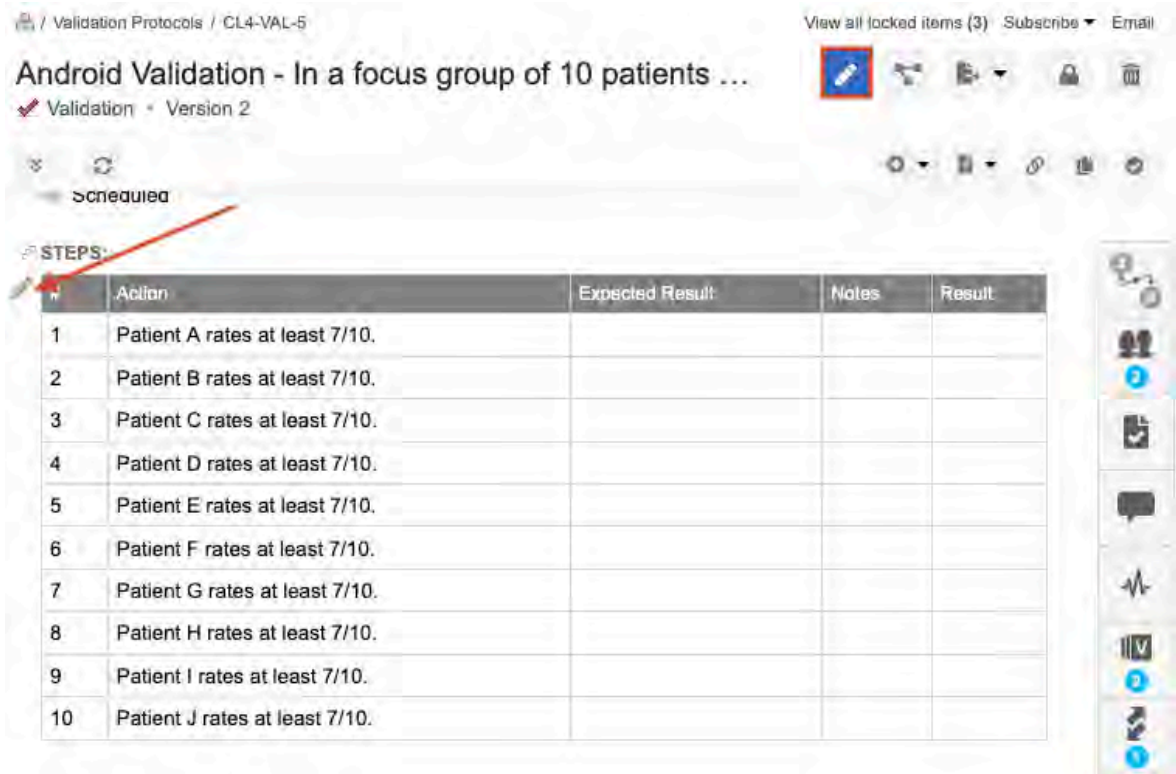 / Validation Protocols / CL4-VAL-5
View all locked items (3) Subscribe Email
Android Validation - In a focus group of 10 patients ...
Validation • Version 2
Scheduled
STEPS:
# Action Expected Result Notes Result
1 Patient A rates at least 7/10.
2 Patient B rates at least 7/10.
3 Patient C rates at least 7/10.
4 Patient D rates at least 7/10.
5 Patient E rates at least 7/10.
6 Patient F rates at least 7/10.
7 Patient G rates at least 7/10.
8 Patient H rates at least 7/10.
9 Patient I rates at least 7/10.
10 Patient J rates at least 7/10.
V